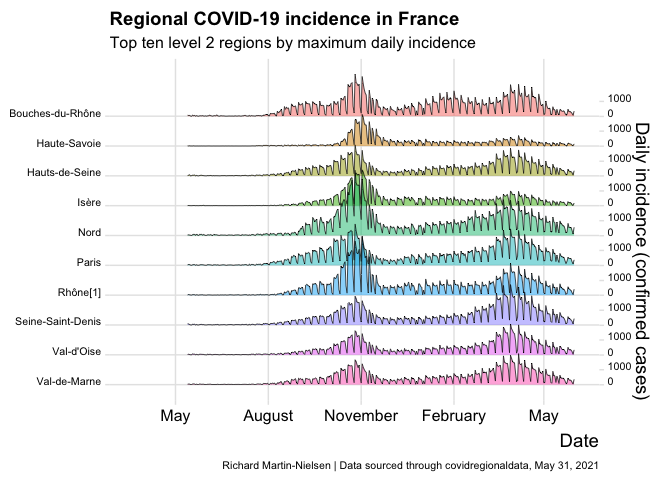 Regional COVID-19 incidence in France
Top ten level 2 regions by maximum daily incidence
Bouches-du-Rhône
Haute-Savoie
Hauts-de-Seine
Isère
Nord
Paris
Rhône[1]
Seine-Saint-Denis
Val-d'Oise
Val-de-Marne
1000
0
1000
0
1000
0
1000
0
1000
0
1000
0
1000
0
1000
0
1000
0
1000
0
Daily incidence (confirmed cases)
May August November February May
Date
Richard Martin-Nielsen | Data sourced through covidregionaldata, May 31, 2021